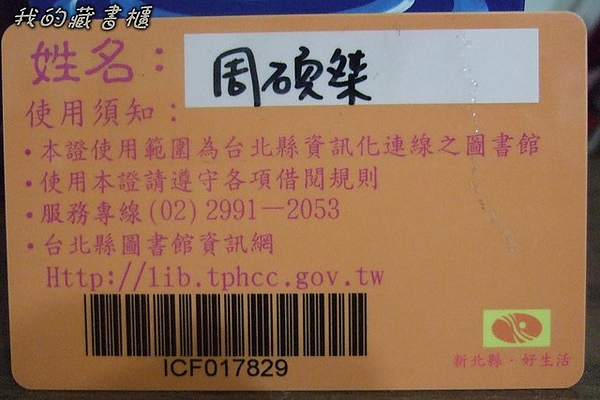 我的藏書櫃
姓名： 周碩桀
使用須知：
・本證使用範圍為台北縣資訊化連線之圖書館
・使用本證請遵守各項借閱規則
・服務專線(02)2991－2053
・台北縣圖書館資訊網
Http://lib.tphcc.gov.tw
ICF017829
新北縣・好生活